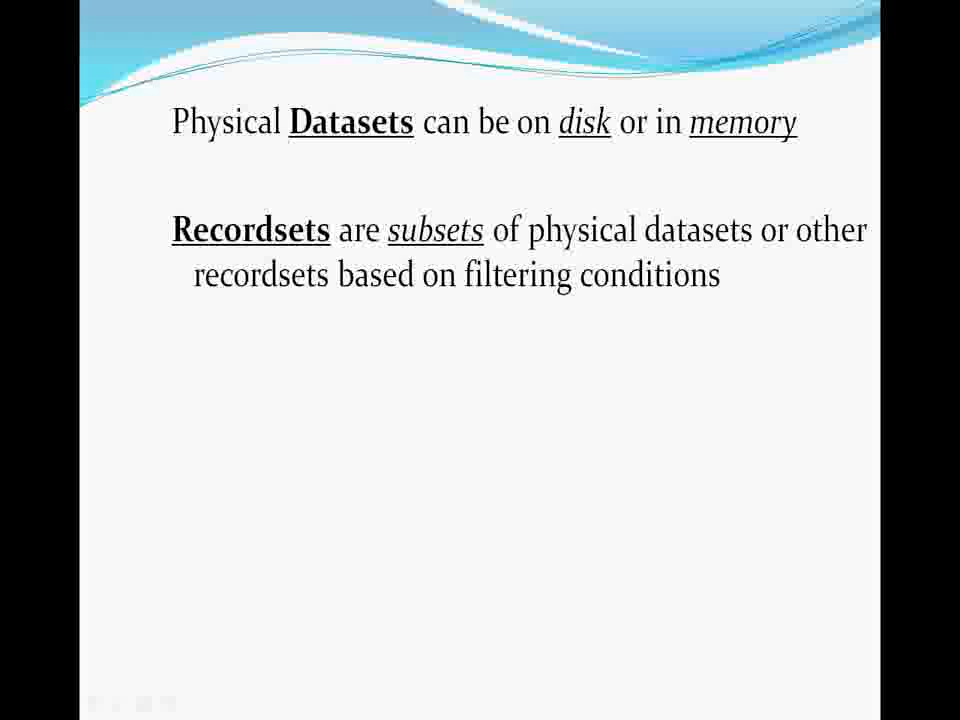 Physical Datasets can be on disk or in memory
Recordsets are subsets of physical datasets or other
recordsets based on filtering conditions